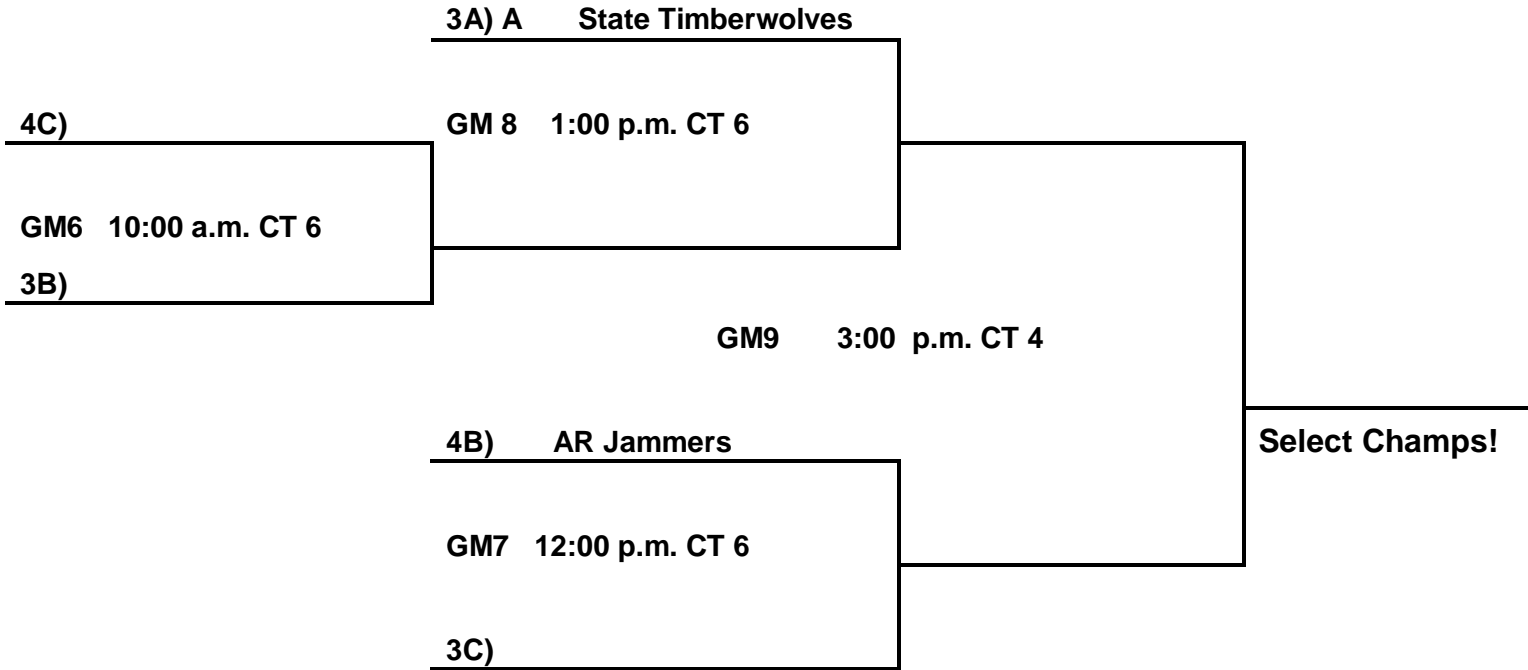 3A) A State Timberwolves
4C)
GM 8 1:00 p.m. CT 6
GM6 10:00 a.m. CT 6
3B)
GM9 3:00 p.m. CT 4
4B) AR Jammers
Select Champs!
GM7 12:00 p.m. CT 6
3C)